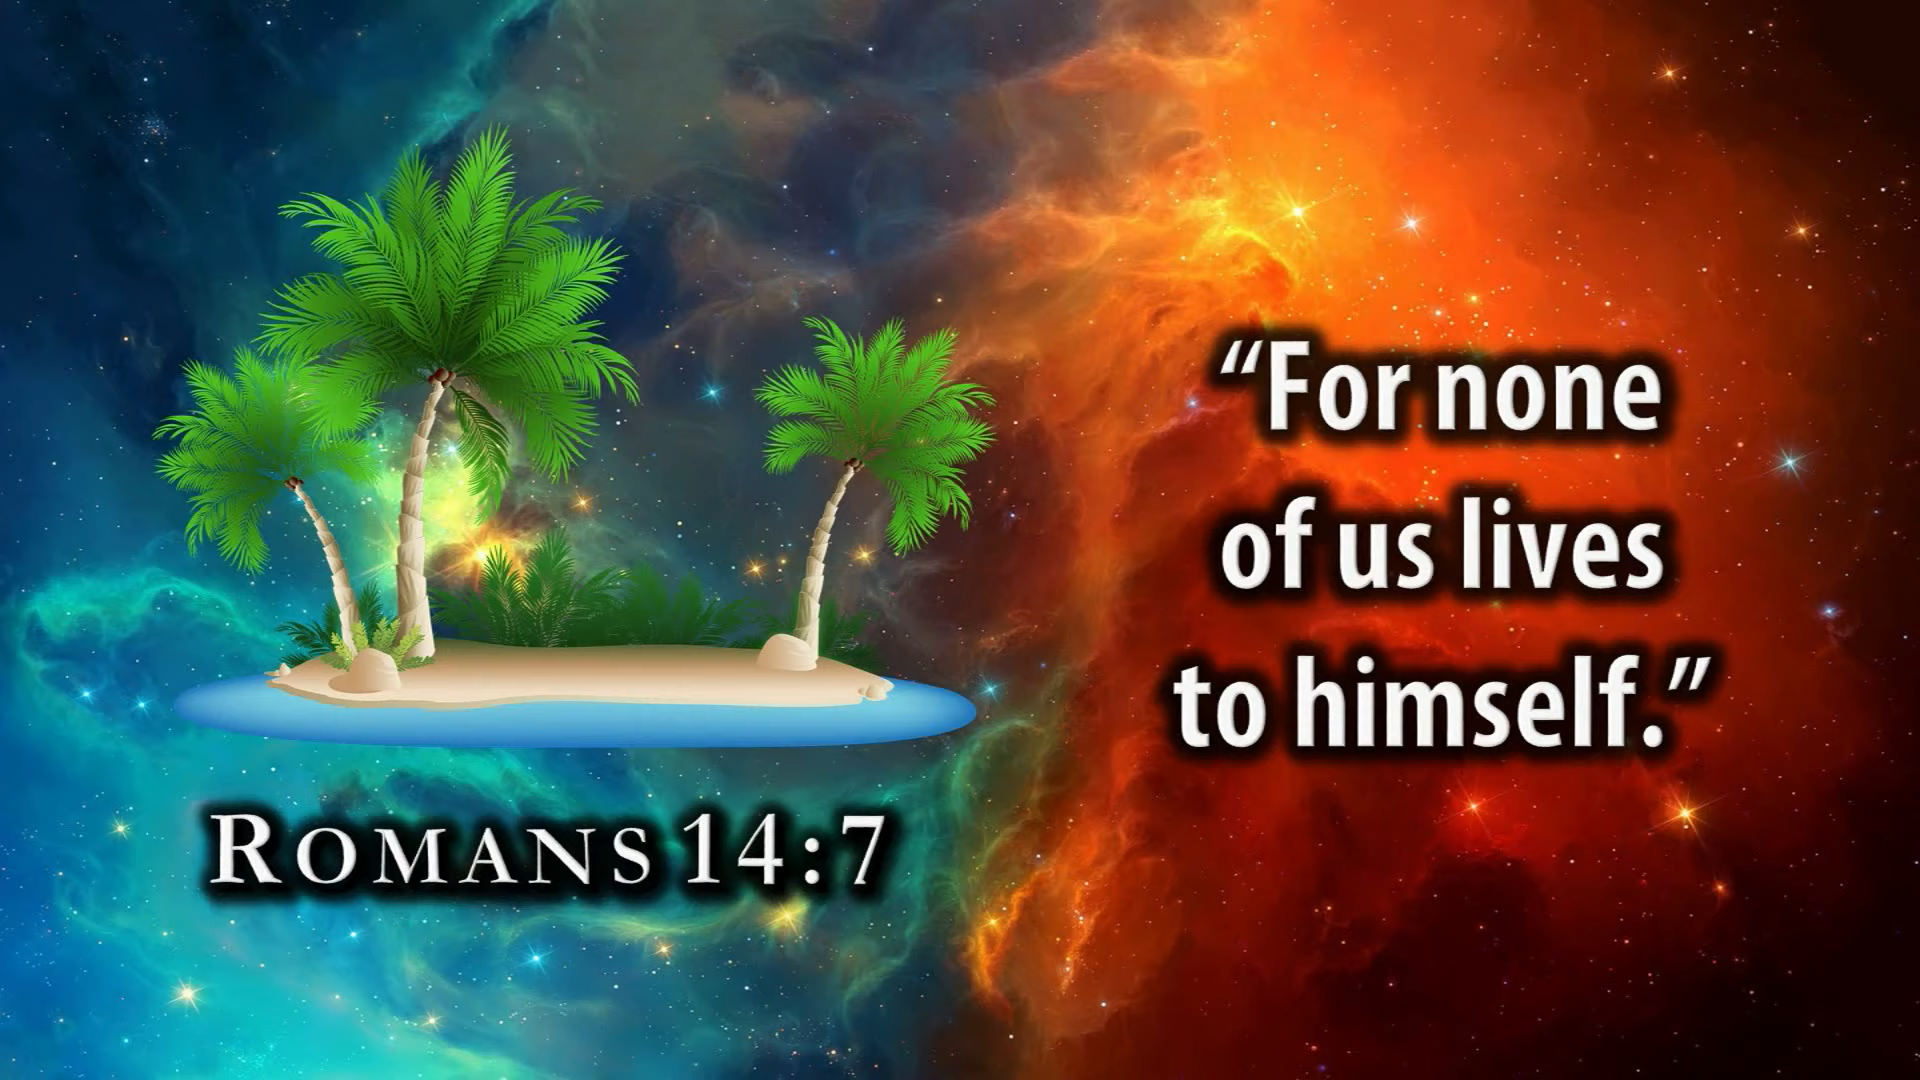 “For none
of us lives
to himself.”
ROMANS 14:7